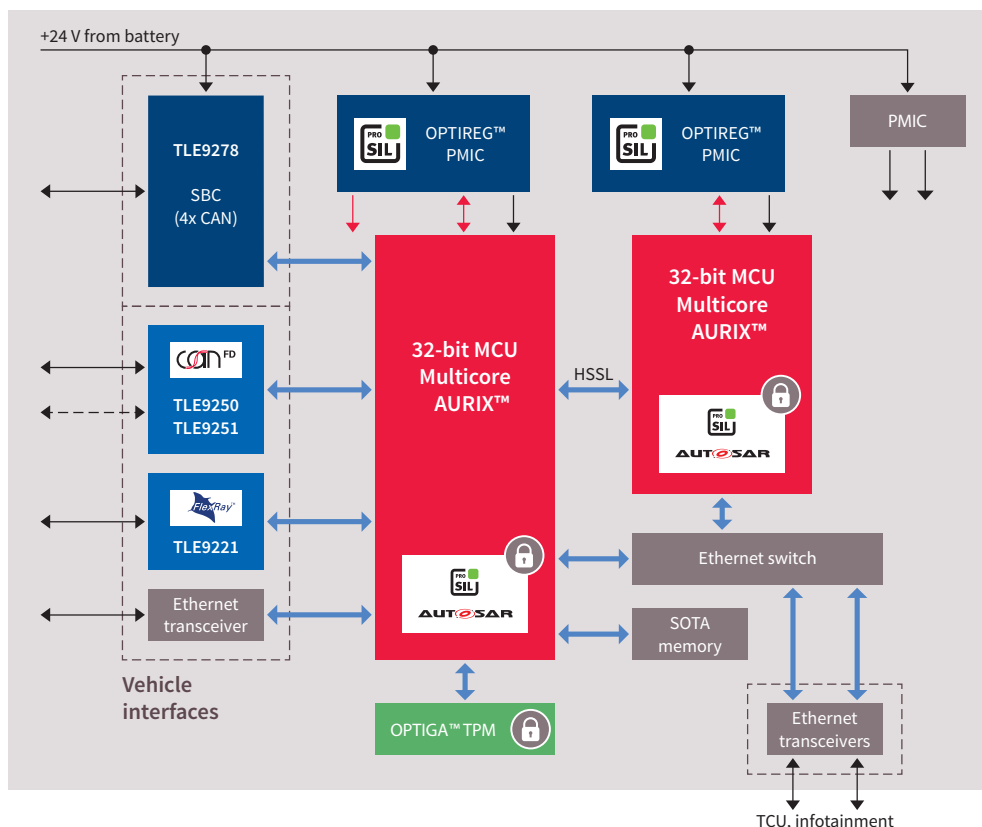 +24 V from battery
TLE9278
SBC
(4x CAN)
PRO
SIL
OPTIREG™
PMIC
PRO
SIL
OPTIREG™
PMIC
PMIC
CAN FD
TLE9250
TLE9251
FlexRay™
TLE9221
Ethernet
transceiver
Vehicle
interfaces
32-bit MCU
Multicore
AURIX™
PRO
SIL
AUTOSAR
HSSL
32-bit MCU
Multicore
AURIX™
PRO
SIL
AUTOSAR
Ethernet switch
SOTA
memory
OPTIGA™ TPM
Ethernet
transceivers
TCU, infotainment